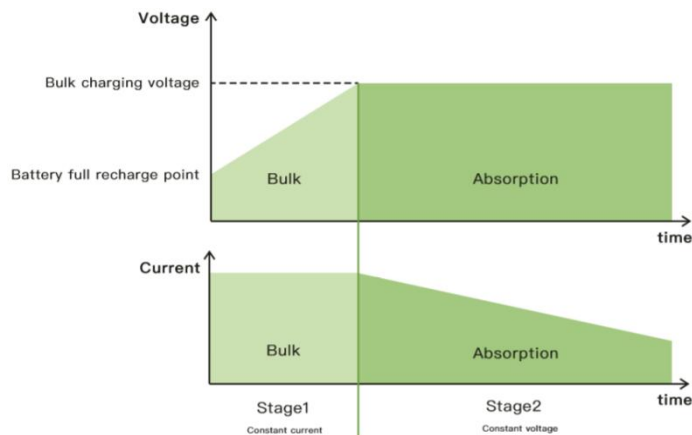 Voltage
Bulk charging voltage
Battery full recharge point
Bulk
Absorption
time
Current
Bulk
Absorption
time
Stage1
Stage2
Constant current
Constant voltage